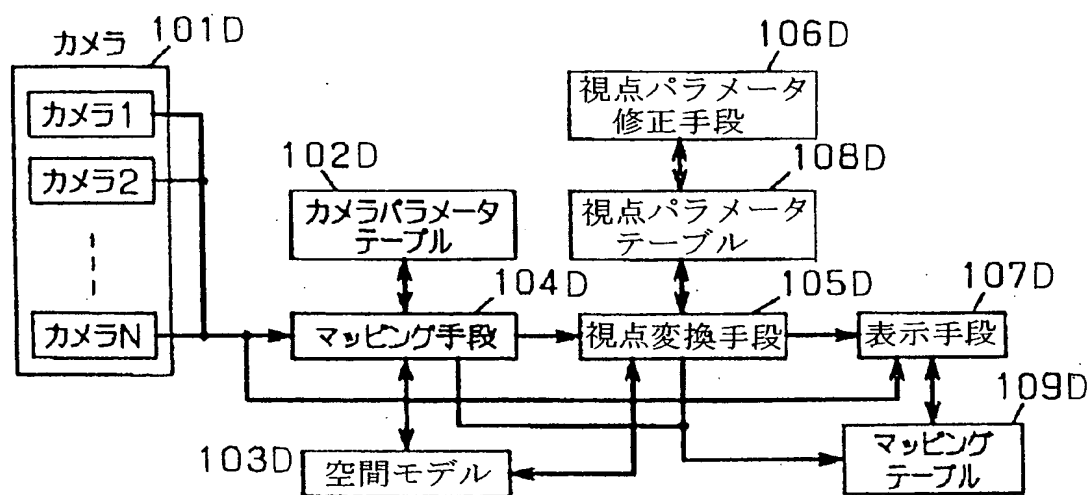 カメラ
101D
カメラ1
カメラ2
カメラN
102D
カメラパラメータ
テーブル
106D
視点パラメータ
修正手段
108D
視点パラメータ
テーブル
104D
マッピング手段
105D
視点変換手段
107D
表示手段
103D
空間モデル
109D
マッピング
テーブル